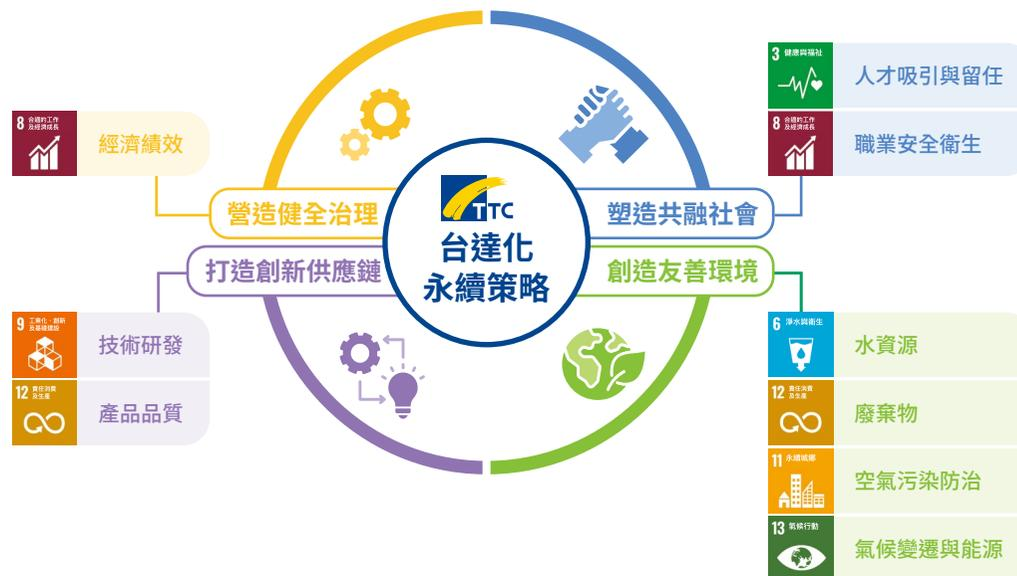 8 合適的工作
及經濟成長
經濟績效
營造健全治理
打造創新供應鏈
9 工業化、創新
及基礎建設
技術研發
12 責任消費
及生產
產品品質
TTC
台達化
永續策略
3 健康與福祉
人才吸引與留任
8 合適的工作
及經濟成長
職業安全衛生
塑造共融社會
創造友善環境
6 淨水與衛生
水資源
12 責任消費
及生產
廢棄物
11 永續城鄉
空氣污染防治
13 氣候行動
氣候變遷與能源